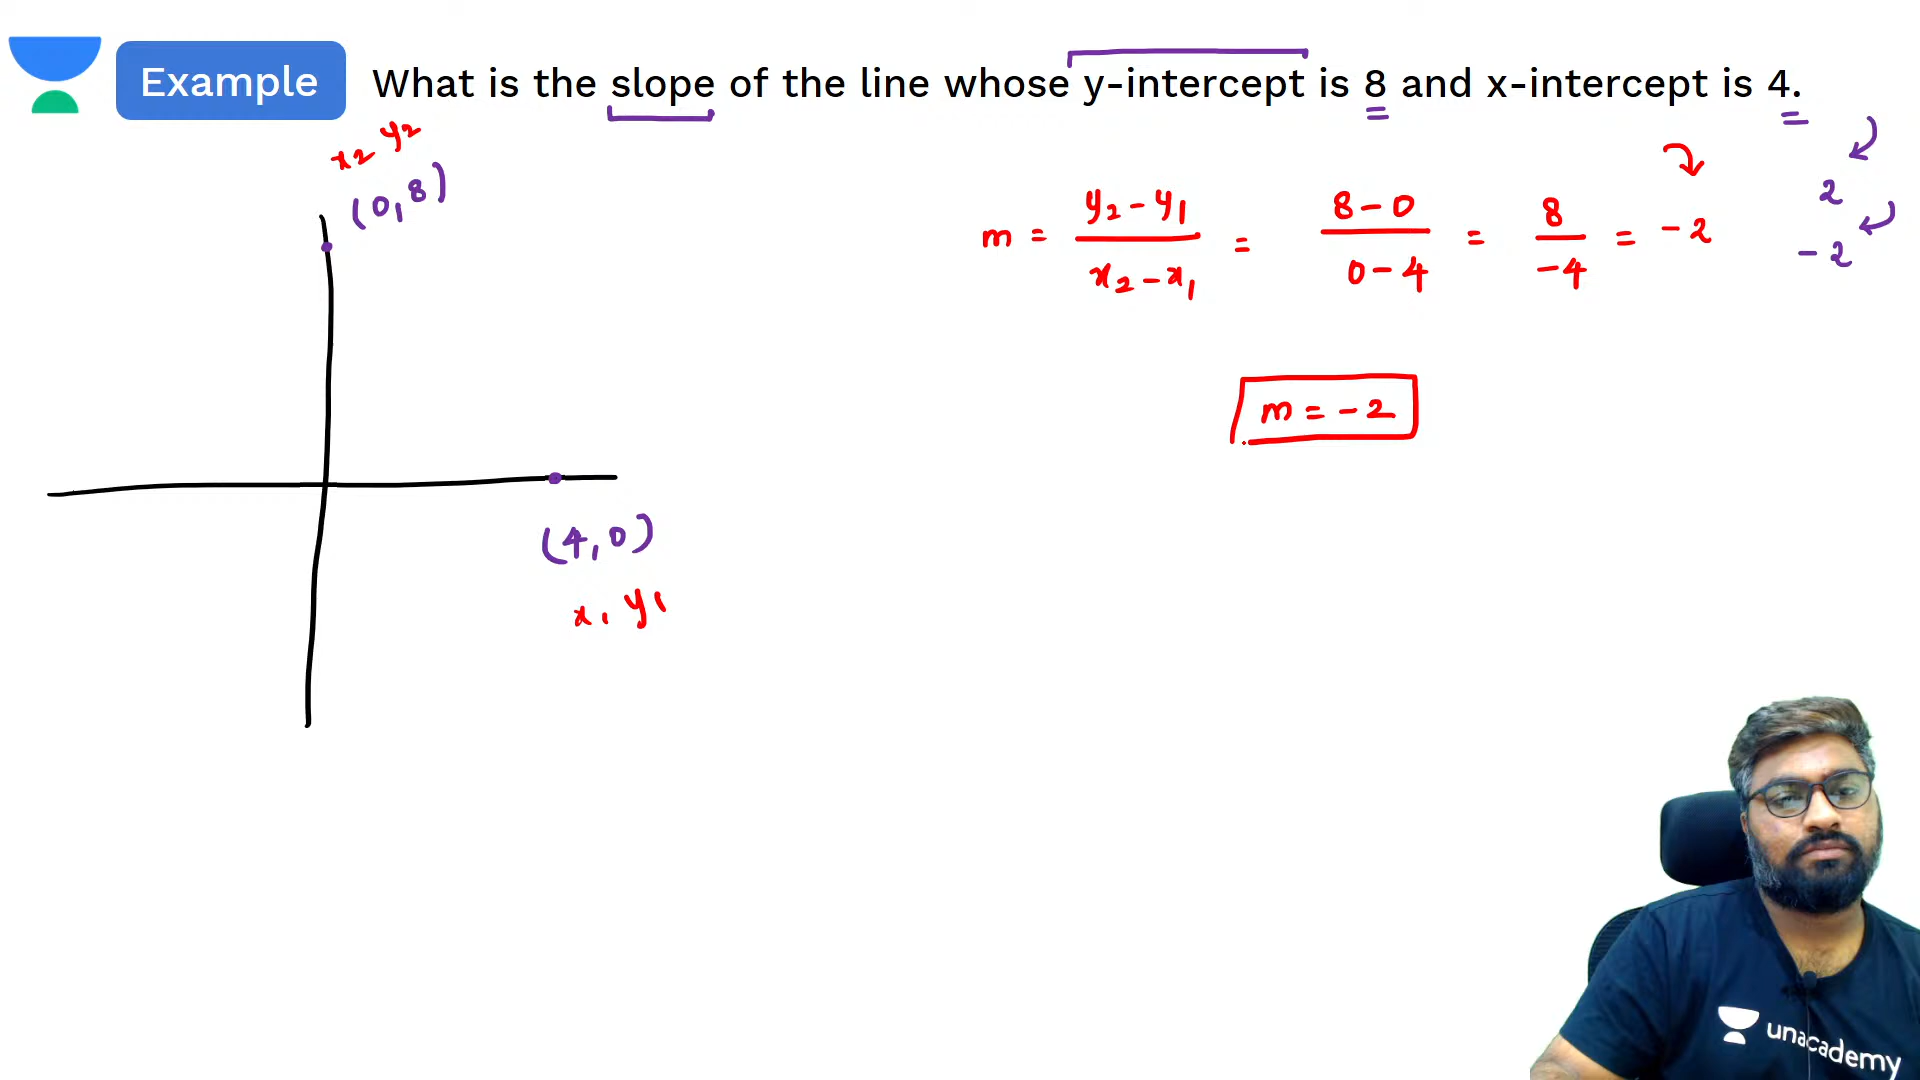 Example What is the slope of the line whose y-intercept is 8 and x-intercept is 4.
x2 y2
(0,8)
m = y2 - y1 / x2 - x1 = 8 - 0 / 0 - 4 = 8 / -4 = -2
2
-2
m = -2
(4,0)
x1 y1
unacademy